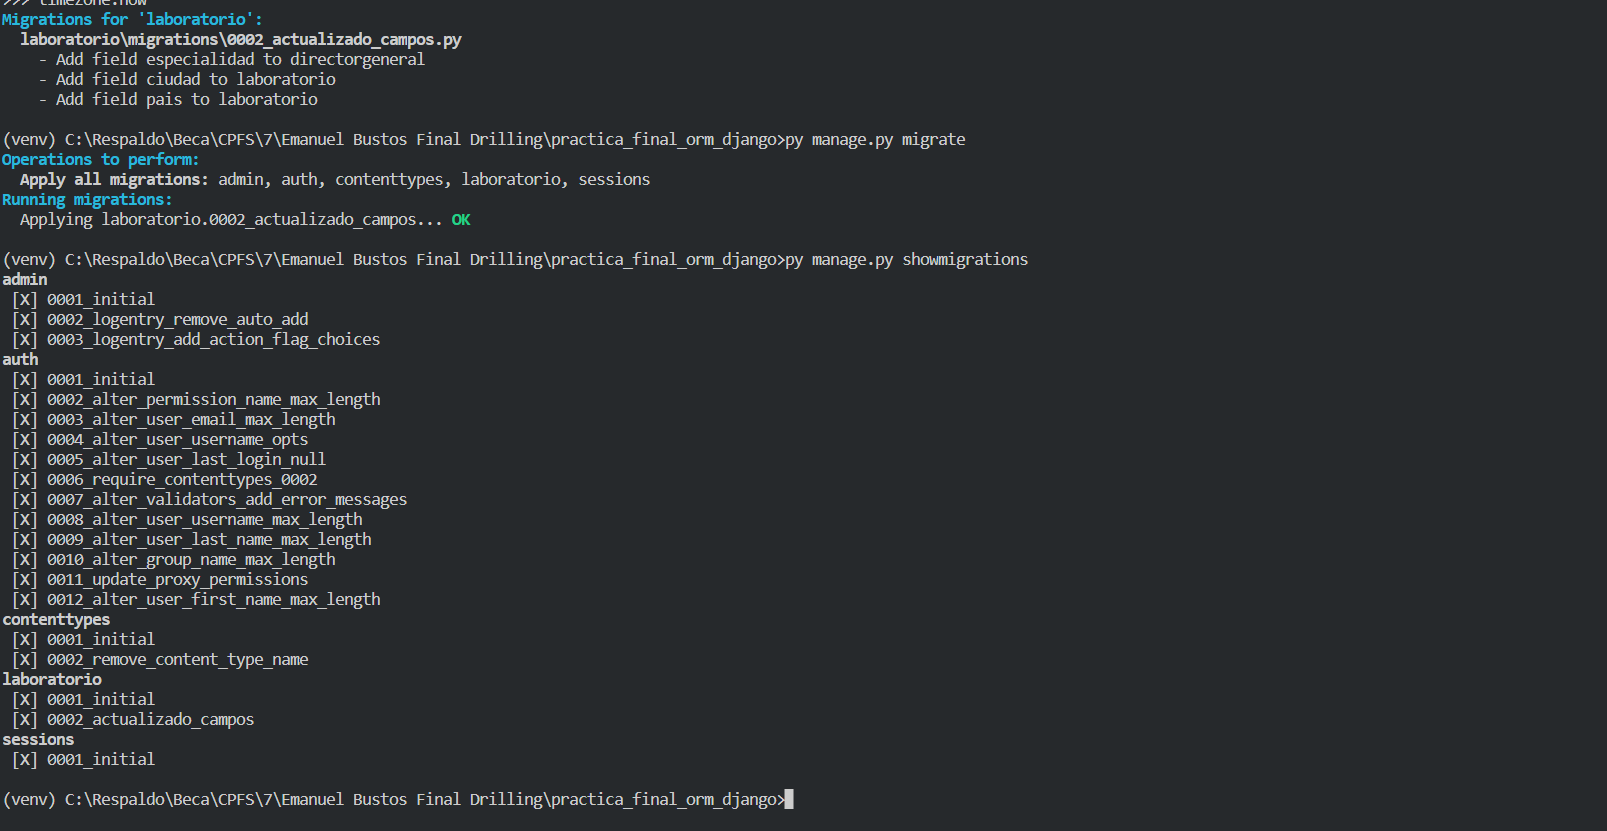 >>> timezone.now
Migrations for 'laboratorio':
  laboratorio\migrations\0002_actualizado_campos.py
    - Add field especialidad to directorgeneral
    - Add field ciudad to laboratorio
    - Add field pais to laboratorio
(venv) C:\Respaldo\Beca\CPFS\7\Emanuel Bustos Final Drilling\practica_final_orm_django>py manage.py migrate
Operations to perform:
  Apply all migrations: admin, auth, contenttypes, laboratorio, sessions
Running migrations:
  Applying laboratorio.0002_actualizado_campos... OK
(venv) C:\Respaldo\Beca\CPFS\7\Emanuel Bustos Final Drilling\practica_final_orm_django>py manage.py showmigrations
admin
 [X] 0001_initial
 [X] 0002_logentry_remove_auto_add
 [X] 0003_logentry_add_action_flag_choices
auth
 [X] 0001_initial
 [X] 0002_alter_permission_name_max_length
 [X] 0003_alter_user_email_max_length
 [X] 0004_alter_user_username_opts
 [X] 0005_alter_user_last_login_null
 [X] 0006_require_contenttypes_0002
 [X] 0007_alter_validators_add_error_messages
 [X] 0008_alter_user_username_max_length
 [X] 0009_alter_user_last_name_max_length
 [X] 0010_alter_group_name_max_length
 [X] 0011_update_proxy_permissions
 [X] 0012_alter_user_first_name_max_length
contenttypes
 [X] 0001_initial
 [X] 0002_remove_content_type_name
laboratorio
 [X] 0001_initial
 [X] 0002_actualizado_campos
sessions
 [X] 0001_initial
(venv) C:\Respaldo\Beca\CPFS\7\Emanuel Bustos Final Drilling\practica_final_orm_django>